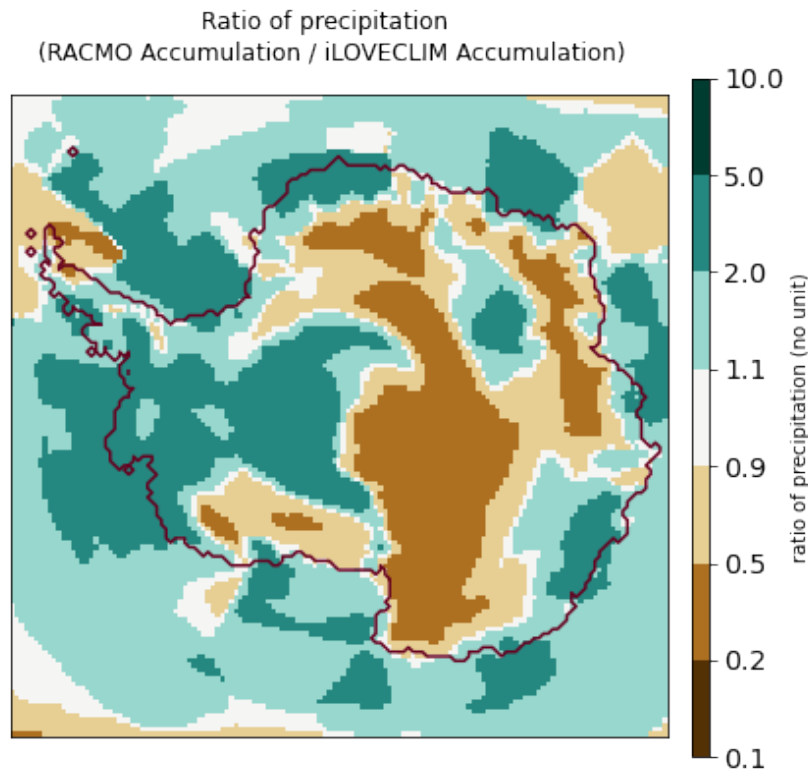 Ratio of precipitation
(RACMO Accumulation / iLOVECLIM Accumulation)
10.0
5.0
2.0
1.1
0.9
0.5
0.2
0.1
ratio of precipitation (no unit)